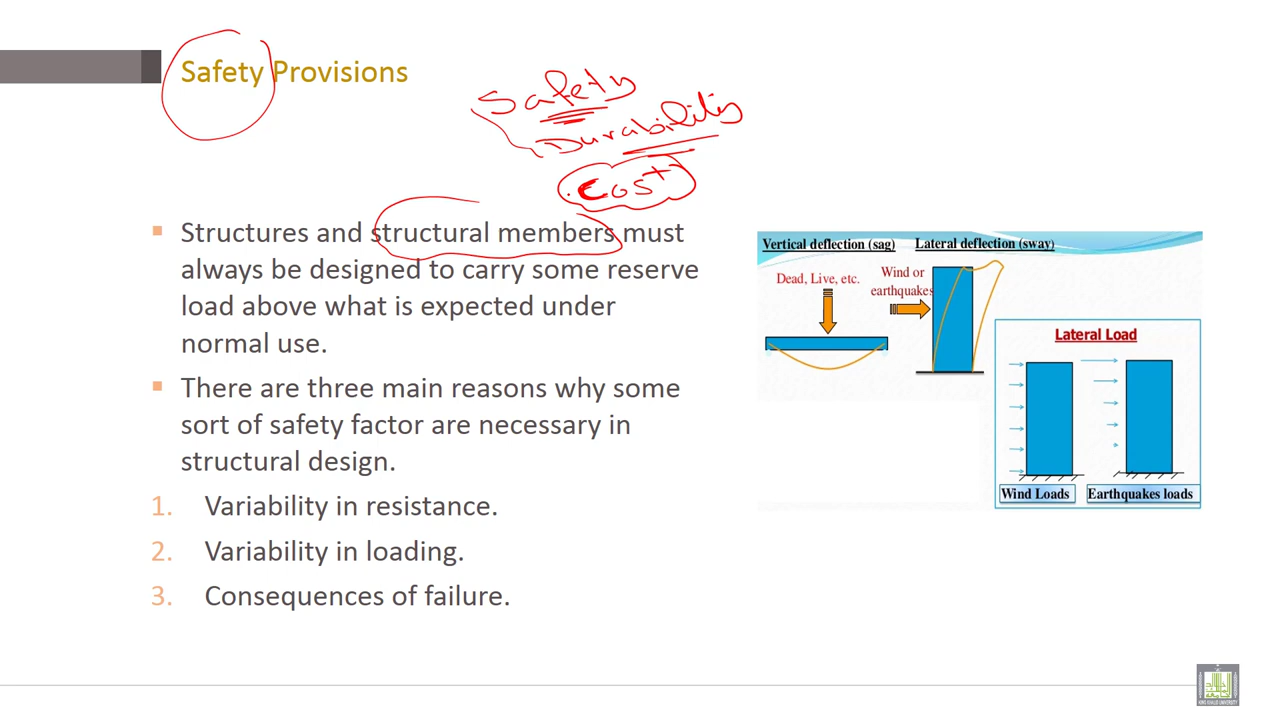 Safety Provisions
Safety
Durability
Cost
Structures and structural members must
always be designed to carry some reserve
load above what is expected under
normal use.
There are three main reasons why some
sort of safety factor are necessary in
structural design.
1. Variability in resistance.
2. Variability in loading.
3. Consequences of failure.
Vertical deflection (sag) Lateral deflection (sway)
Dead, Live, etc.
Wind or
earthquakes
Lateral Load
Wind Loads Earthquakes loads
KING KHALID UNIVERSITY